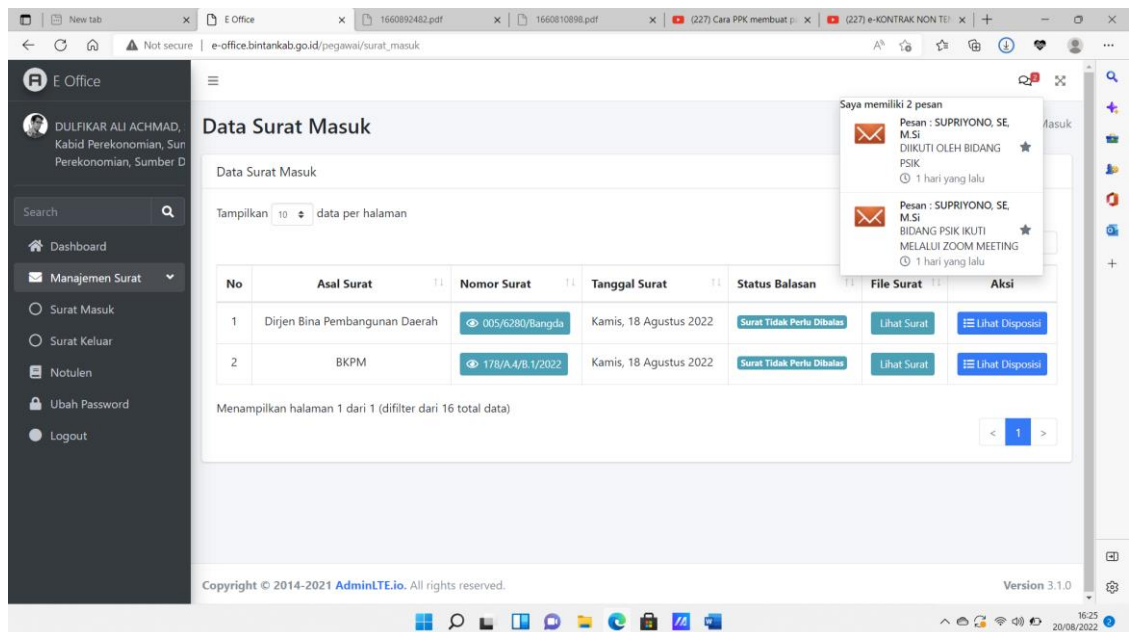 New tab
E Office
1660892482.pdf
1660810898.pdf
(227) Cara PPK membuat p
(227) e-KONTRAK NON TE
Not secure
e-office.bintankab.go.id/pegawai/surat_masuk
E Office
DULFIKAR ALI ACHMAD,
Kabid Perekonomian, Sun
Perekonomian, Sumber D
Search
Dashboard
Manajemen Surat
Surat Masuk
Surat Keluar
Notulen
Ubah Password
Logout
Data Surat Masuk
Masuk
Saya memiliki 2 pesan
Pesan : SUPRIYONO, SE,
M.Si
DIIKUTI OLEH BIDANG
PSIK
1 hari yang lalu
Pesan : SUPRIYONO, SE,
M.Si
BIDANG PSIK IKUTI
MELALUI ZOOM MEETING
1 hari yang lalu
Data Surat Masuk
Tampilkan 10 data per halaman
No Asal Surat Nomor Surat Tanggal Surat Status Balasan File Surat Aksi
1 Dirjen Bina Pembangunan Daerah 005/6280/Bangda Kamis, 18 Agustus 2022 Surat Tidak Perlu Dibalas Lihat Surat Lihat Disposisi
2 BKPM 178/A.4/B.1/2022 Kamis, 18 Agustus 2022 Surat Tidak Perlu Dibalas Lihat Surat Lihat Disposisi
Menampilkan halaman 1 dari 1 (difilter dari 16 total data)
< 1 >
Copyright © 2014-2021 AdminLTE.io. All rights reserved.
Version 3.1.0
16:25
20/08/2022
2